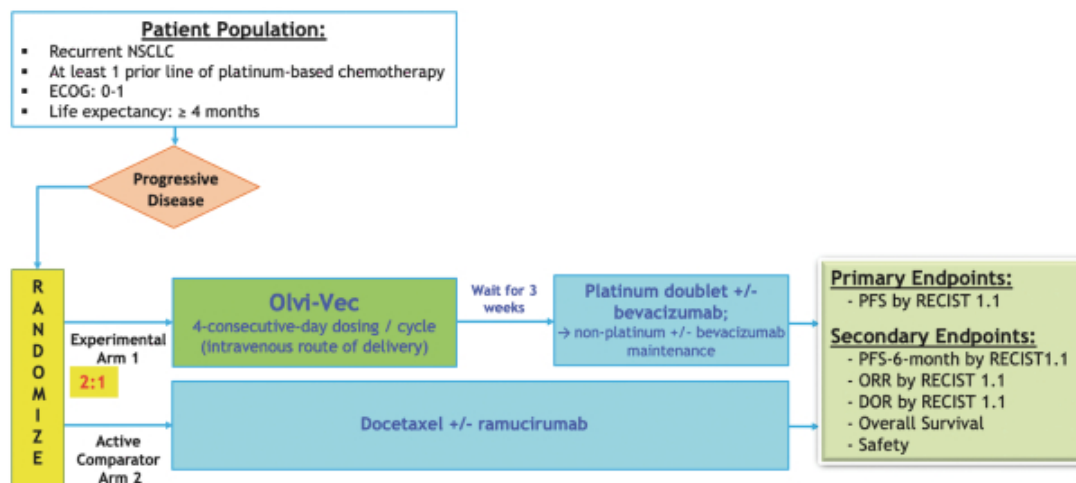 Patient Population:
▪ Recurrent NSCLC
▪ At least 1 prior line of platinum-based chemotherapy
▪ ECOG: 0-1
▪ Life expectancy: ≥ 4 months
Progressive
Disease
RANDOMIZE
Experimental
Arm 1
2:1
Active
Comparator
Arm 2
Olvi-Vec
4-consecutive-day dosing / cycle
(intravenous route of delivery)
Wait for 3
weeks
Platinum doublet +/-
bevacizumab;
→ non-platinum +/- bevacizumab
maintenance
Docetaxel +/- ramucirumab
Primary Endpoints:
- PFS by RECIST 1.1
Secondary Endpoints:
- PFS-6-month by RECIST1.1
- ORR by RECIST 1.1
- DOR by RECIST 1.1
- Overall Survival
- Safety